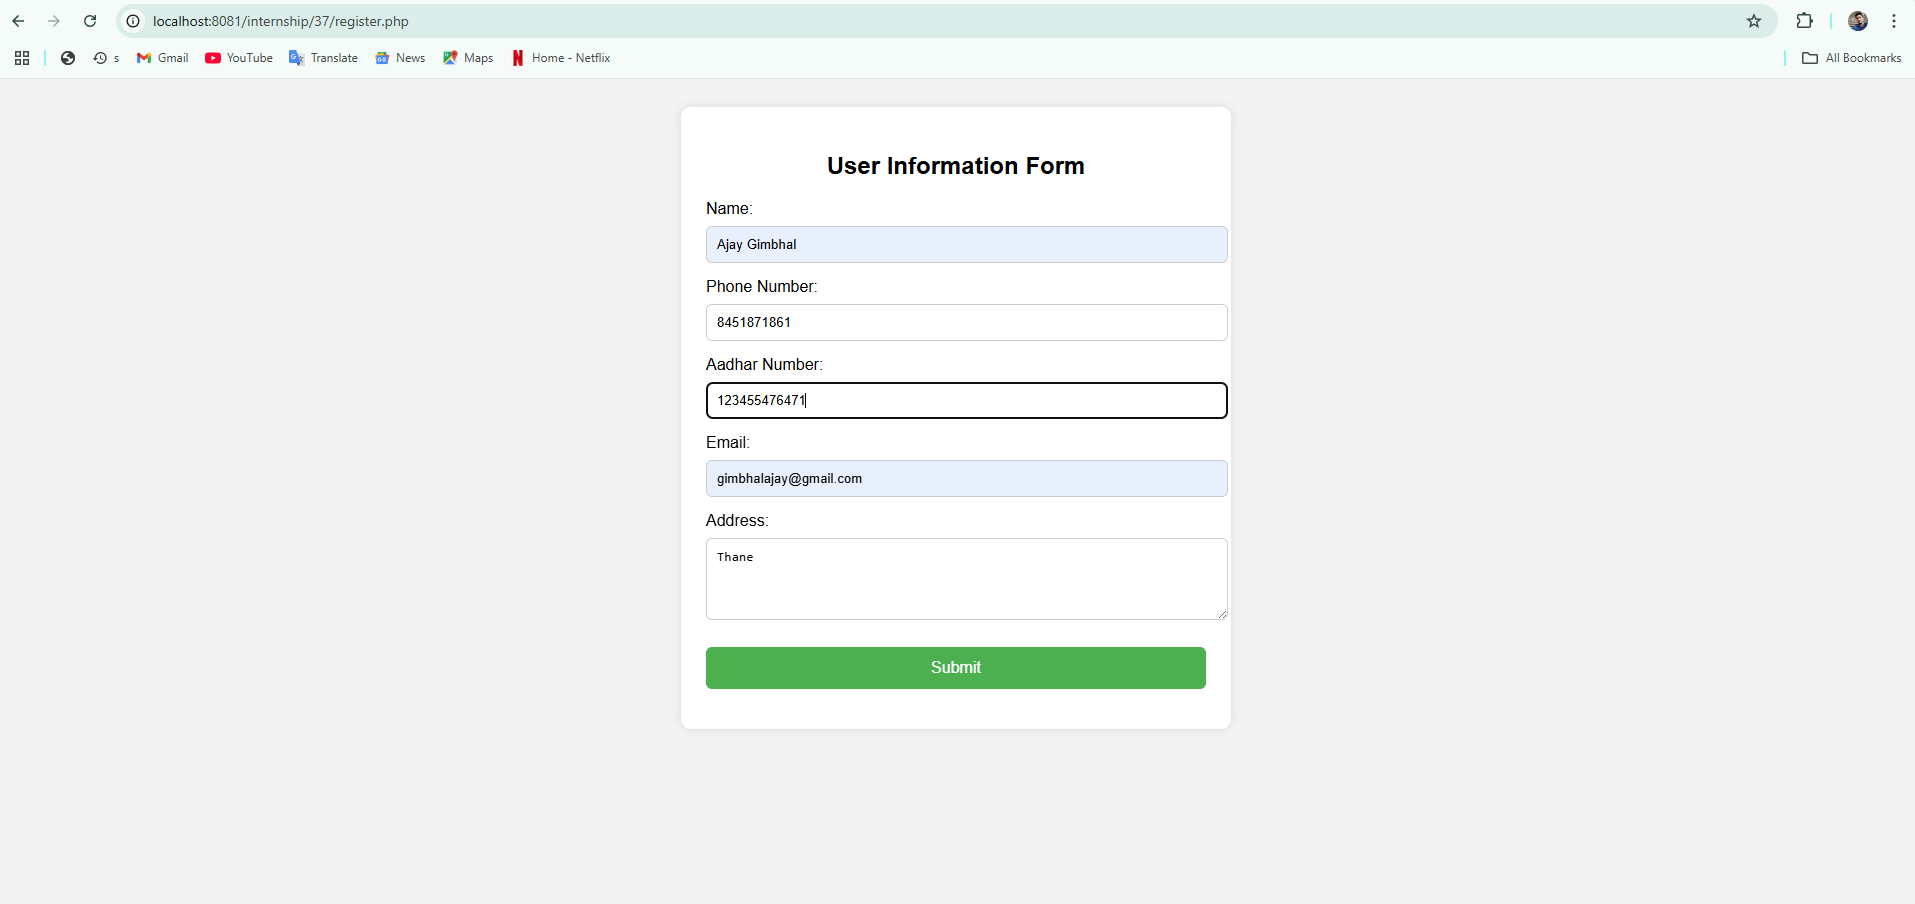 localhost:8081/internship/37/register.php
s Gmail YouTube Translate News Maps Home - Netflix All Bookmarks
User Information Form
Name:
Ajay Gimbhal
Phone Number:
8451871861
Aadhar Number:
123455476471
Email:
gimbhalajay@gmail.com
Address:
Thane
Submit